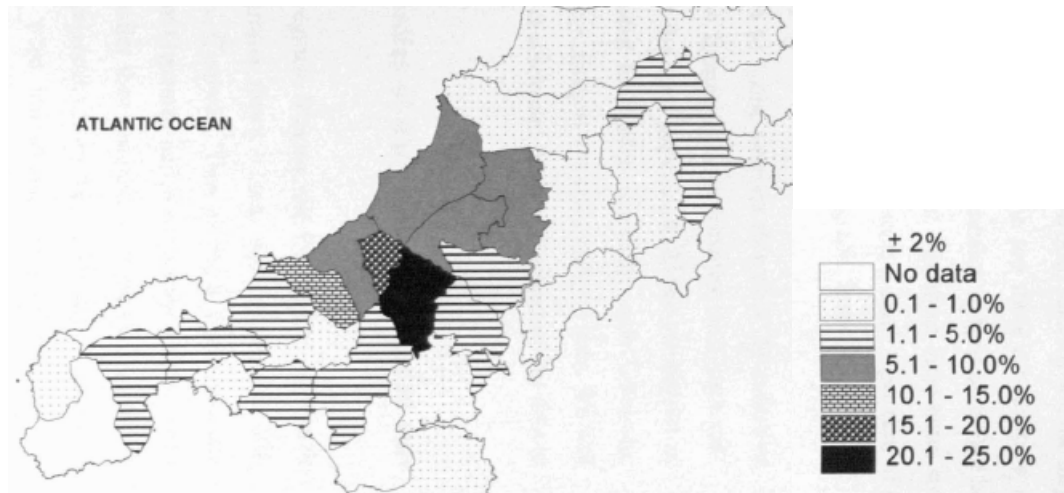 ATLANTIC OCEAN
± 2%
No data
0.1 - 1.0%
1.1 - 5.0%
5.1 - 10.0%
10.1 - 15.0%
15.1 - 20.0%
20.1 - 25.0%